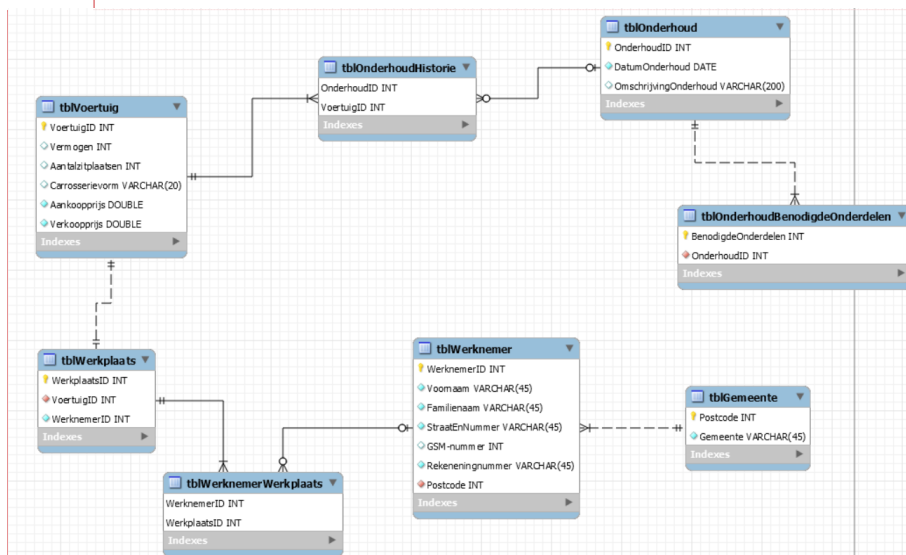 tblOnderhoud
OnderhoudID INT
DatumOnderhoud DATE
OmschrijvingOnderhoud VARCHAR(200)
Indexes
tblOnderhoudHistorie
OnderhoudID INT
VoertuigID INT
Indexes
tblVoertuig
VoertuigID INT
Vermogen INT
Aantalzitplaatsen INT
Carrosserievorm VARCHAR(20)
Aankoopprijs DOUBLE
Verkoopprijs DOUBLE
Indexes
tblOnderhoudBenodigdeOnderdelen
BenodigdeOnderdelen INT
OnderhoudID INT
Indexes
tblWerkplaats
WerkplaatsID INT
VoertuigID INT
WerknemerID INT
Indexes
tblWerknemer
WerknemerID INT
Voornaam VARCHAR(45)
Familienaam VARCHAR(45)
StraatEnNummer VARCHAR(45)
GSM-nummer INT
Rekeneningnummer VARCHAR(45)
Postcode INT
Indexes
tblGemeente
Postcode INT
Gemeente VARCHAR(45)
Indexes
tblWerknemerWerkplaats
WerknemerID INT
WerkplaatsID INT
Indexes